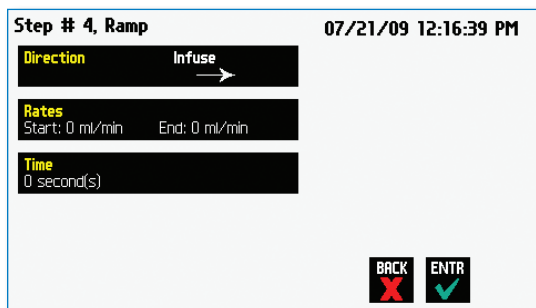 Step # 4, Ramp 07/21/09 12:16:39 PM
Direction Infuse
Rates
Start: 0 ml/min End: 0 ml/min
Time
0 second(s)
BACK ENTR